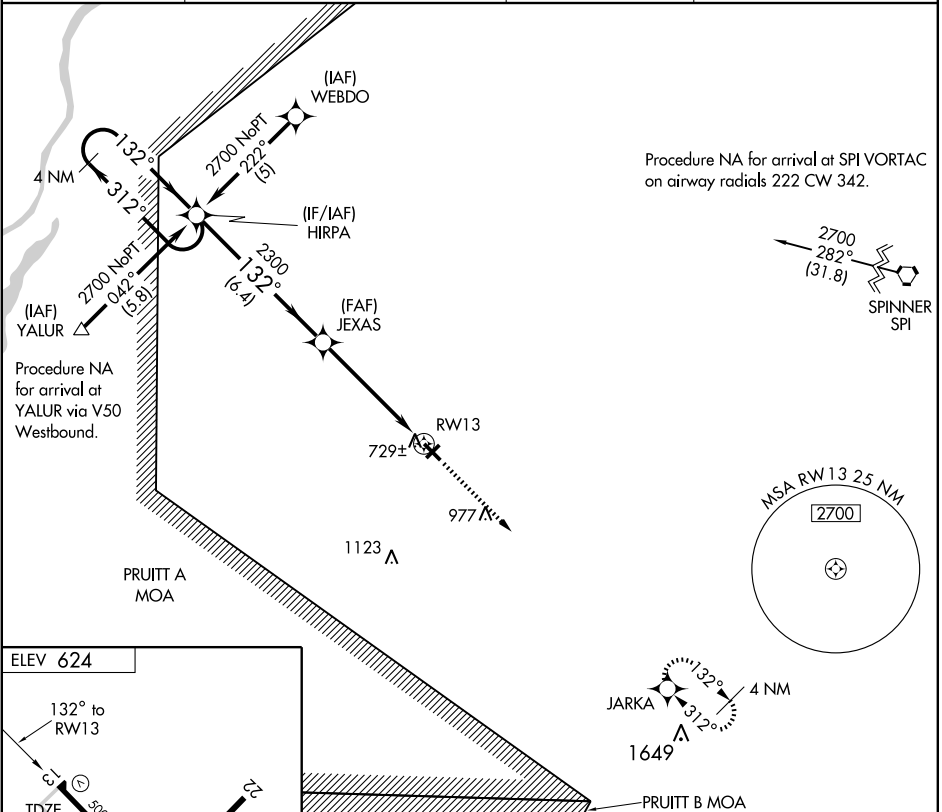 (IAF)
WEBDO
2700 NoPT
222°
(5)
132°
4 NM
312°
(IF/IAF)
HIRPA
2700 NoPT
042°
(5.8)
(IAF)
YALUR
2300
132°
(6.4)
(FAF)
JEXAS
Procedure NA for arrival at SPI VORTAC
on airway radials 222 CW 342.
2700
282°
(31.8)
SPINNER
SPI
Procedure NA
for arrival at
YALUR via V50
Westbound.
RW13
729±
977
1123
MSA RW13 25 NM
2700
PRUITT A
MOA
132°
4 NM
JARKA
312°
1649
PRUITT B MOA
ELEV 624
132° to
RW13
13
V
TDZE
22